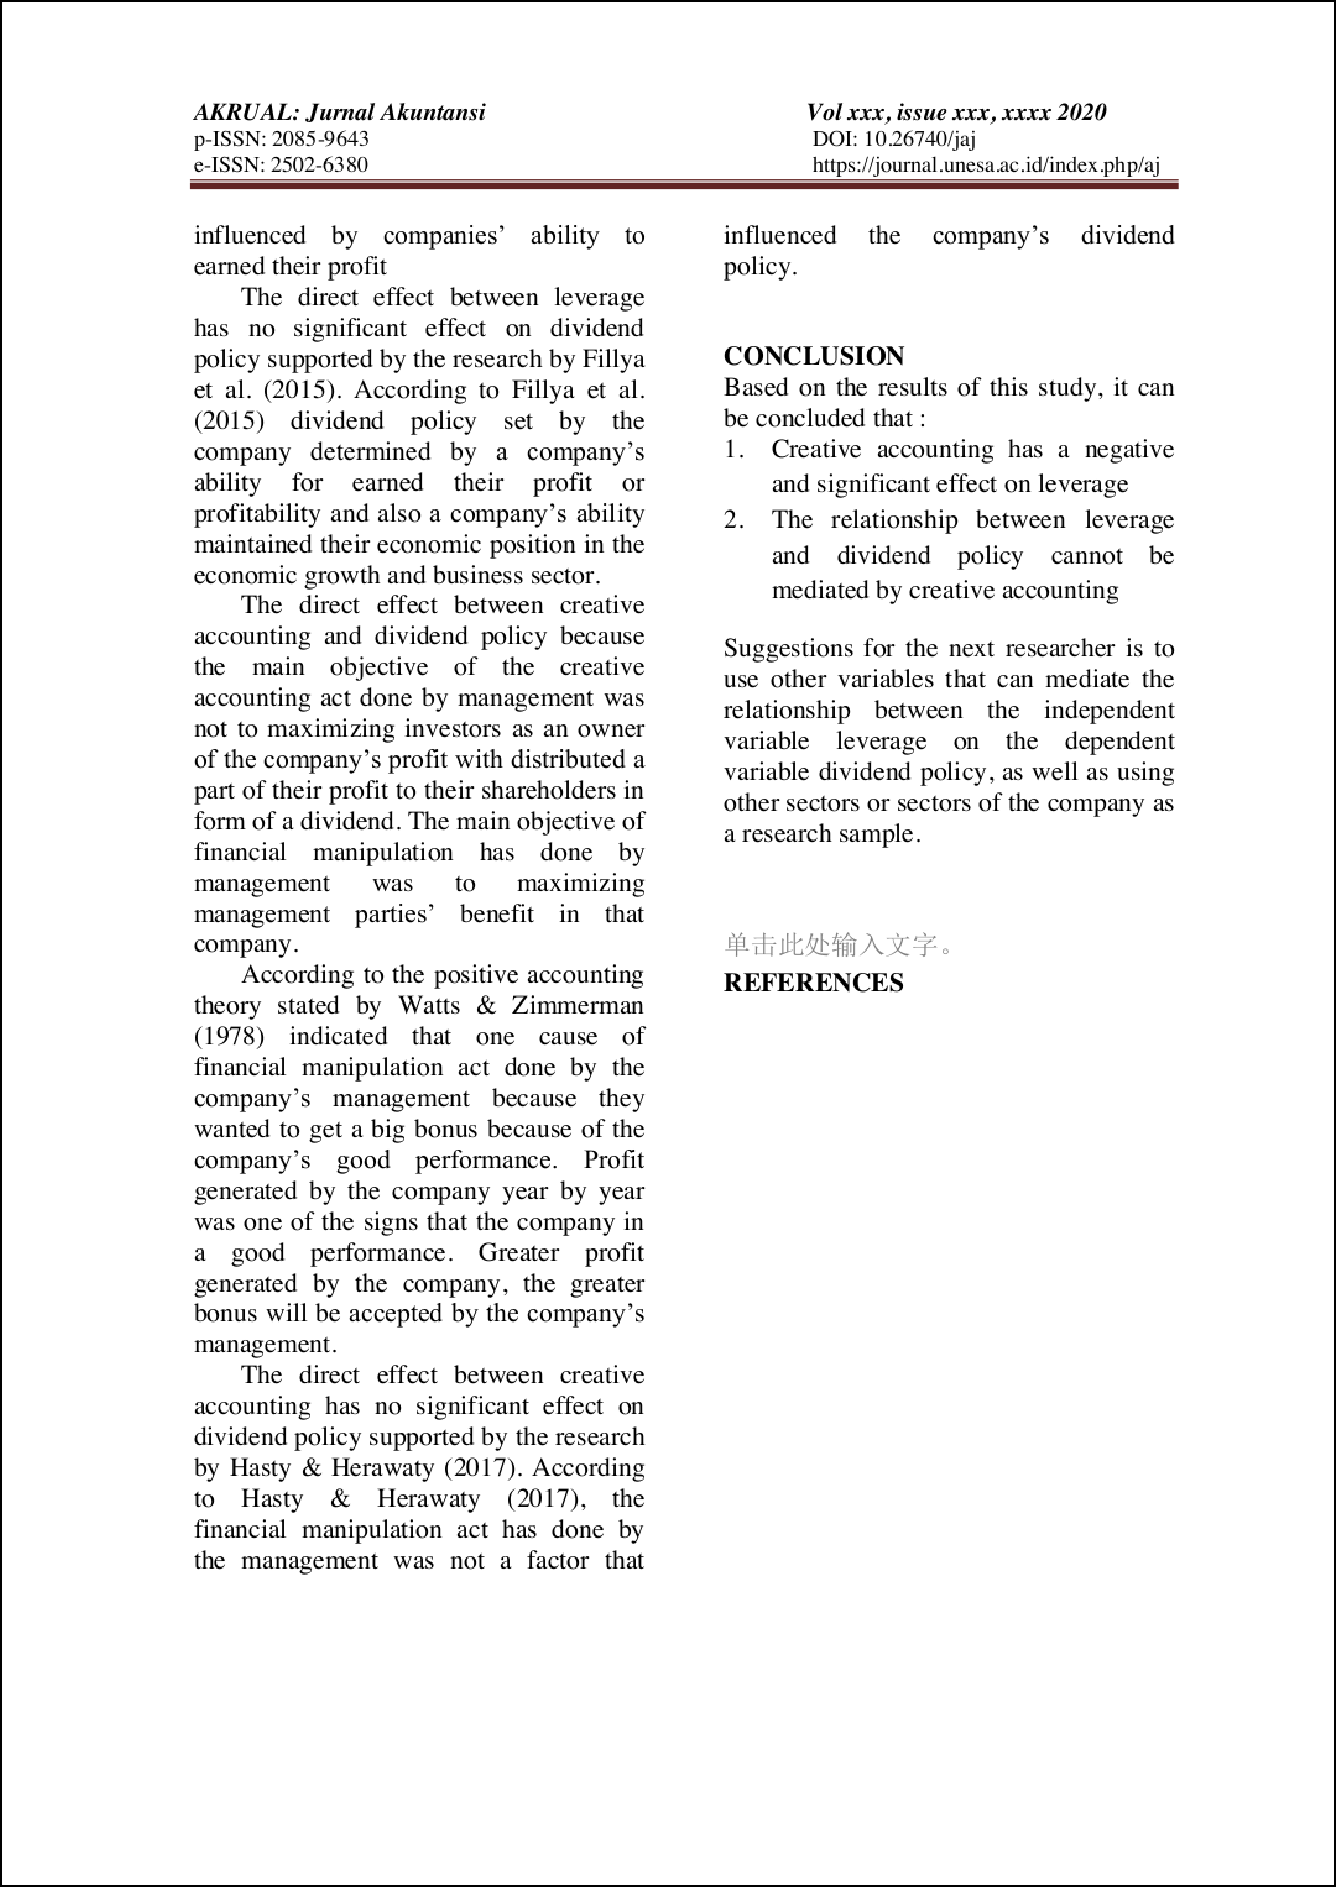 AKRUAL: Jurnal Akuntansi
p-ISSN: 2085-9643
e-ISSN: 2502-6380
Vol xxx, issue xxx, xxxx 2020
DOI: 10.26740/jaj
https://journal.unesa.ac.id/index.php/aj
influenced by companies’ ability to
earned their profit
The direct effect between leverage
has no significant effect on dividend
policy supported by the research by Fillya
et al. (2015). According to Fillya et al.
(2015) dividend policy set by the
company determined by a company’s
ability for earned their profit or
profitability and also a company’s ability
maintained their economic position in the
economic growth and business sector.
The direct effect between creative
accounting and dividend policy because
the main objective of the creative
accounting act done by management was
not to maximizing investors as an owner
of the company’s profit with distributed a
part of their profit to their shareholders in
form of a dividend. The main objective of
financial manipulation has done by
management was to maximizing
management parties’ benefit in that
company.
According to the positive accounting
theory stated by Watts & Zimmerman
(1978) indicated that one cause of
financial manipulation act done by the
company’s management because they
wanted to get a big bonus because of the
company’s good performance. Profit
generated by the company year by year
was one of the signs that the company in
a good performance. Greater profit
generated by the company, the greater
bonus will be accepted by the company’s
management.
The direct effect between creative
accounting has no significant effect on
dividend policy supported by the research
by Hasty & Herawaty (2017). According
to Hasty & Herawaty (2017), the
financial manipulation act has done by
the management was not a factor that
influenced the company’s dividend
policy.
CONCLUSION
Based on the results of this study, it can
be concluded that :
1. Creative accounting has a negative
and significant effect on leverage
2. The relationship between leverage
and dividend policy cannot be
mediated by creative accounting
Suggestions for the next researcher is to
use other variables that can mediate the
relationship between the independent
variable leverage on the dependent
variable dividend policy, as well as using
other sectors or sectors of the company as
a research sample.
单击此处输入文字。
REFERENCES